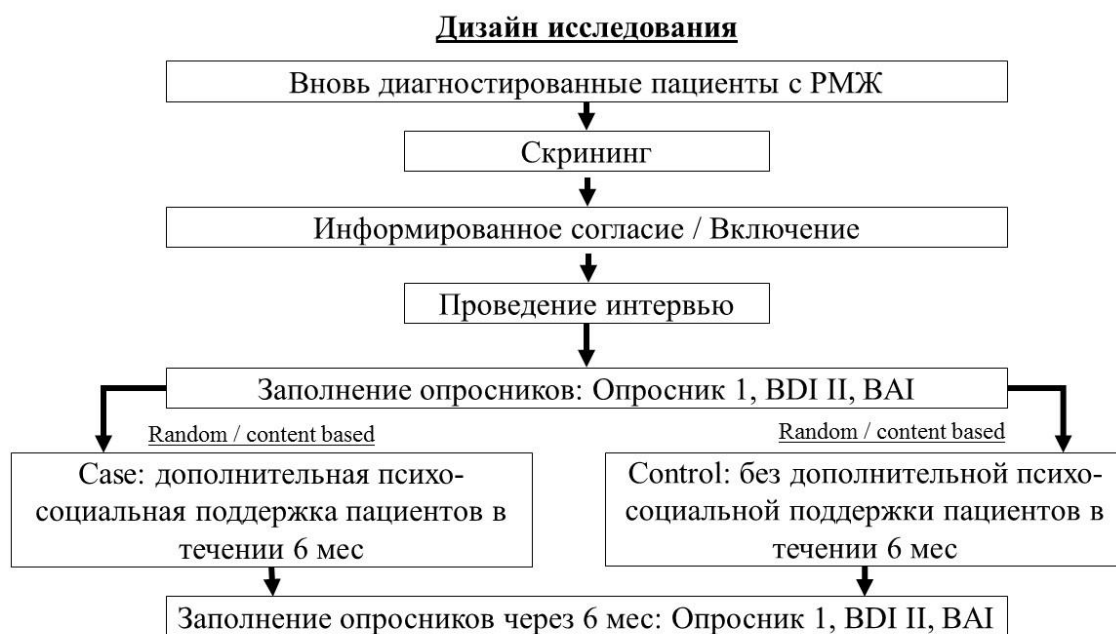 Дизайн исследования
Вновь диагностированные пациенты с РМЖ
Скрининг
Информированное согласие / Включение
Проведение интервью
Заполнение опросников: Опросник 1, BDI II, BAI
Random / content based
Case: дополнительная психо-
социальная поддержка пациентов в
течении 6 мес
Random / content based
Control: без дополнительной психо-
социальной поддержки пациентов в
течении 6 мес
Заполнение опросников через 6 мес: Опросник 1, BDI II, BAI